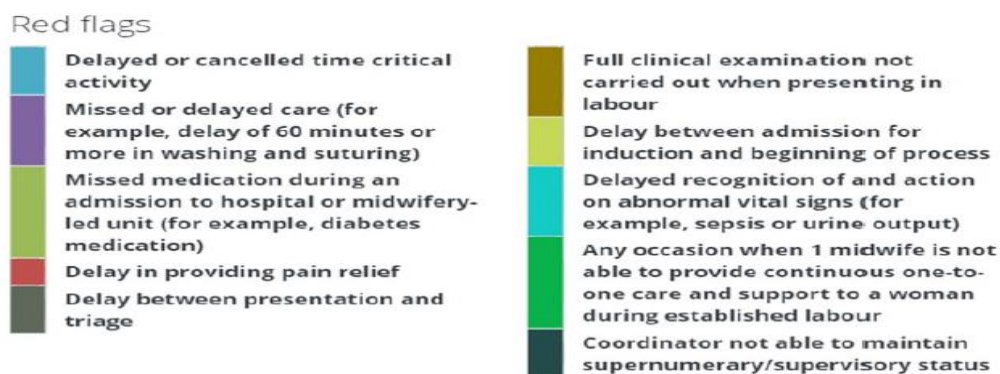 Red flags
Delayed or cancelled time critical
activity
Missed or delayed care (for
example, delay of 60 minutes or
more in washing and suturing)
Missed medication during an
admission to hospital or midwifery-
led unit (for example, diabetes
medication)
Delay in providing pain relief
Delay between presentation and
triage
Full clinical examination not
carried out when presenting in
labour
Delay between admission for
induction and beginning of process
Delayed recognition of and action
on abnormal vital signs (for
example, sepsis or urine output)
Any occasion when 1 midwife is not
able to provide continuous one-to-
one care and support to a woman
during established labour
Coordinator not able to maintain
supernumerary/supervisory status